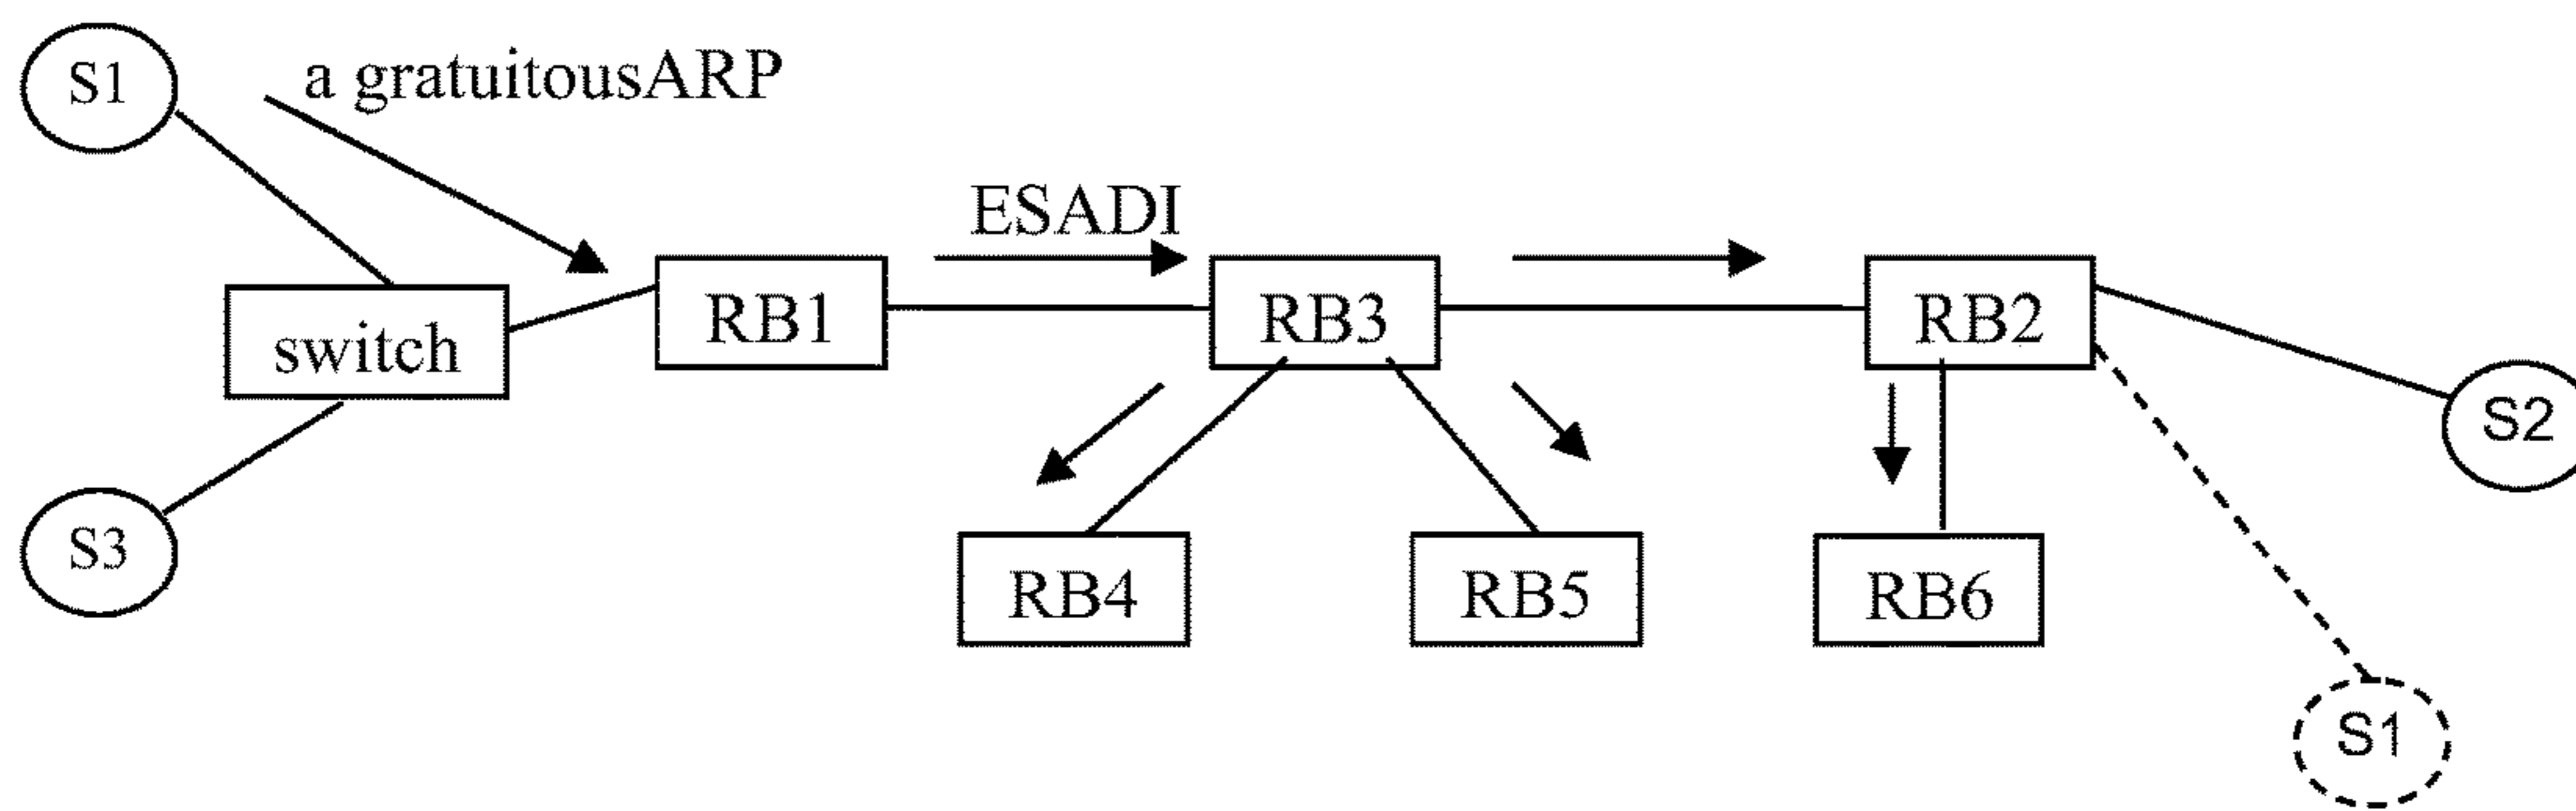 S1
a gratuitousARP
ESADI
switch
RB1
RB3
RB2
S2
S3
RB4
RB5
RB6
S1